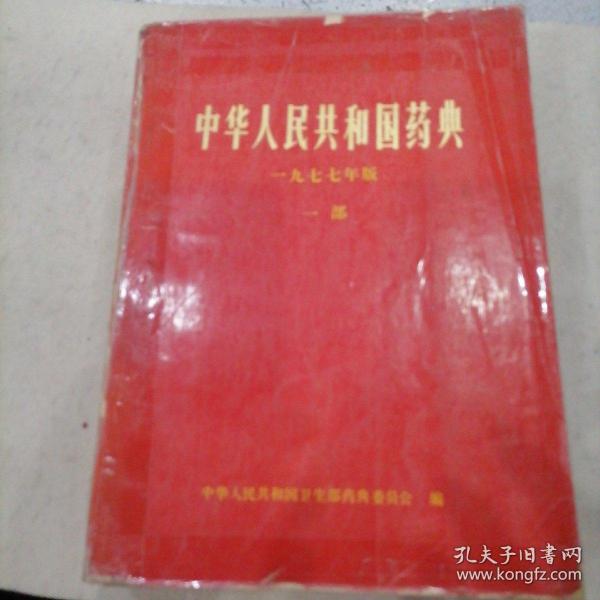 中华人民共和国药典
一九七七年版
一部
中华人民共和国卫生部药典委员会 编
孔夫子旧书网
www.kongfz.com